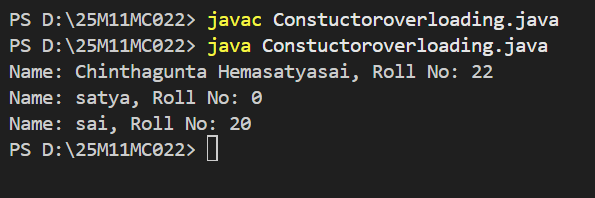 PS D:\25M11MC022> javac Constuctoroverloading.java
PS D:\25M11MC022> java Constuctoroverloading.java
Name: Chinthagunta Hemasatyasai, Roll No: 22
Name: satya, Roll No: 0
Name: sai, Roll No: 20
PS D:\25M11MC022>